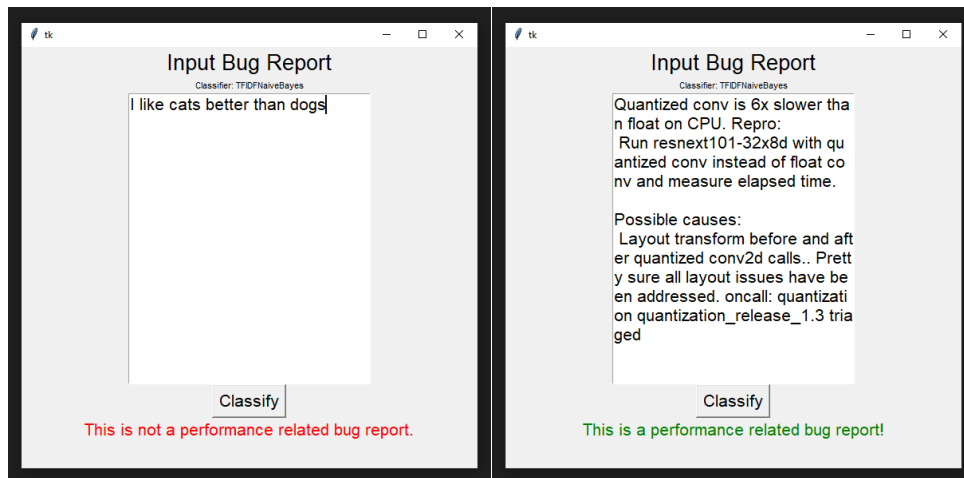 tk
Input Bug Report
Classifier: TFIDFNaiveBayes
I like cats better than dogs
Classify
This is not a performance related bug report.
tk
Input Bug Report
Classifier: TFIDFNaiveBayes
Quantized conv is 6x slower tha
n float on CPU. Repro:
 Run resnext101-32x8d with qu
antized conv instead of float co
nv and measure elapsed time.

Possible causes:
 Layout transform before and aft
er quantized conv2d calls.. Prett
y sure all layout issues have be
en addressed. oncall: quantizati
on quantization_release_1.3 tria
ged
Classify
This is a performance related bug report!